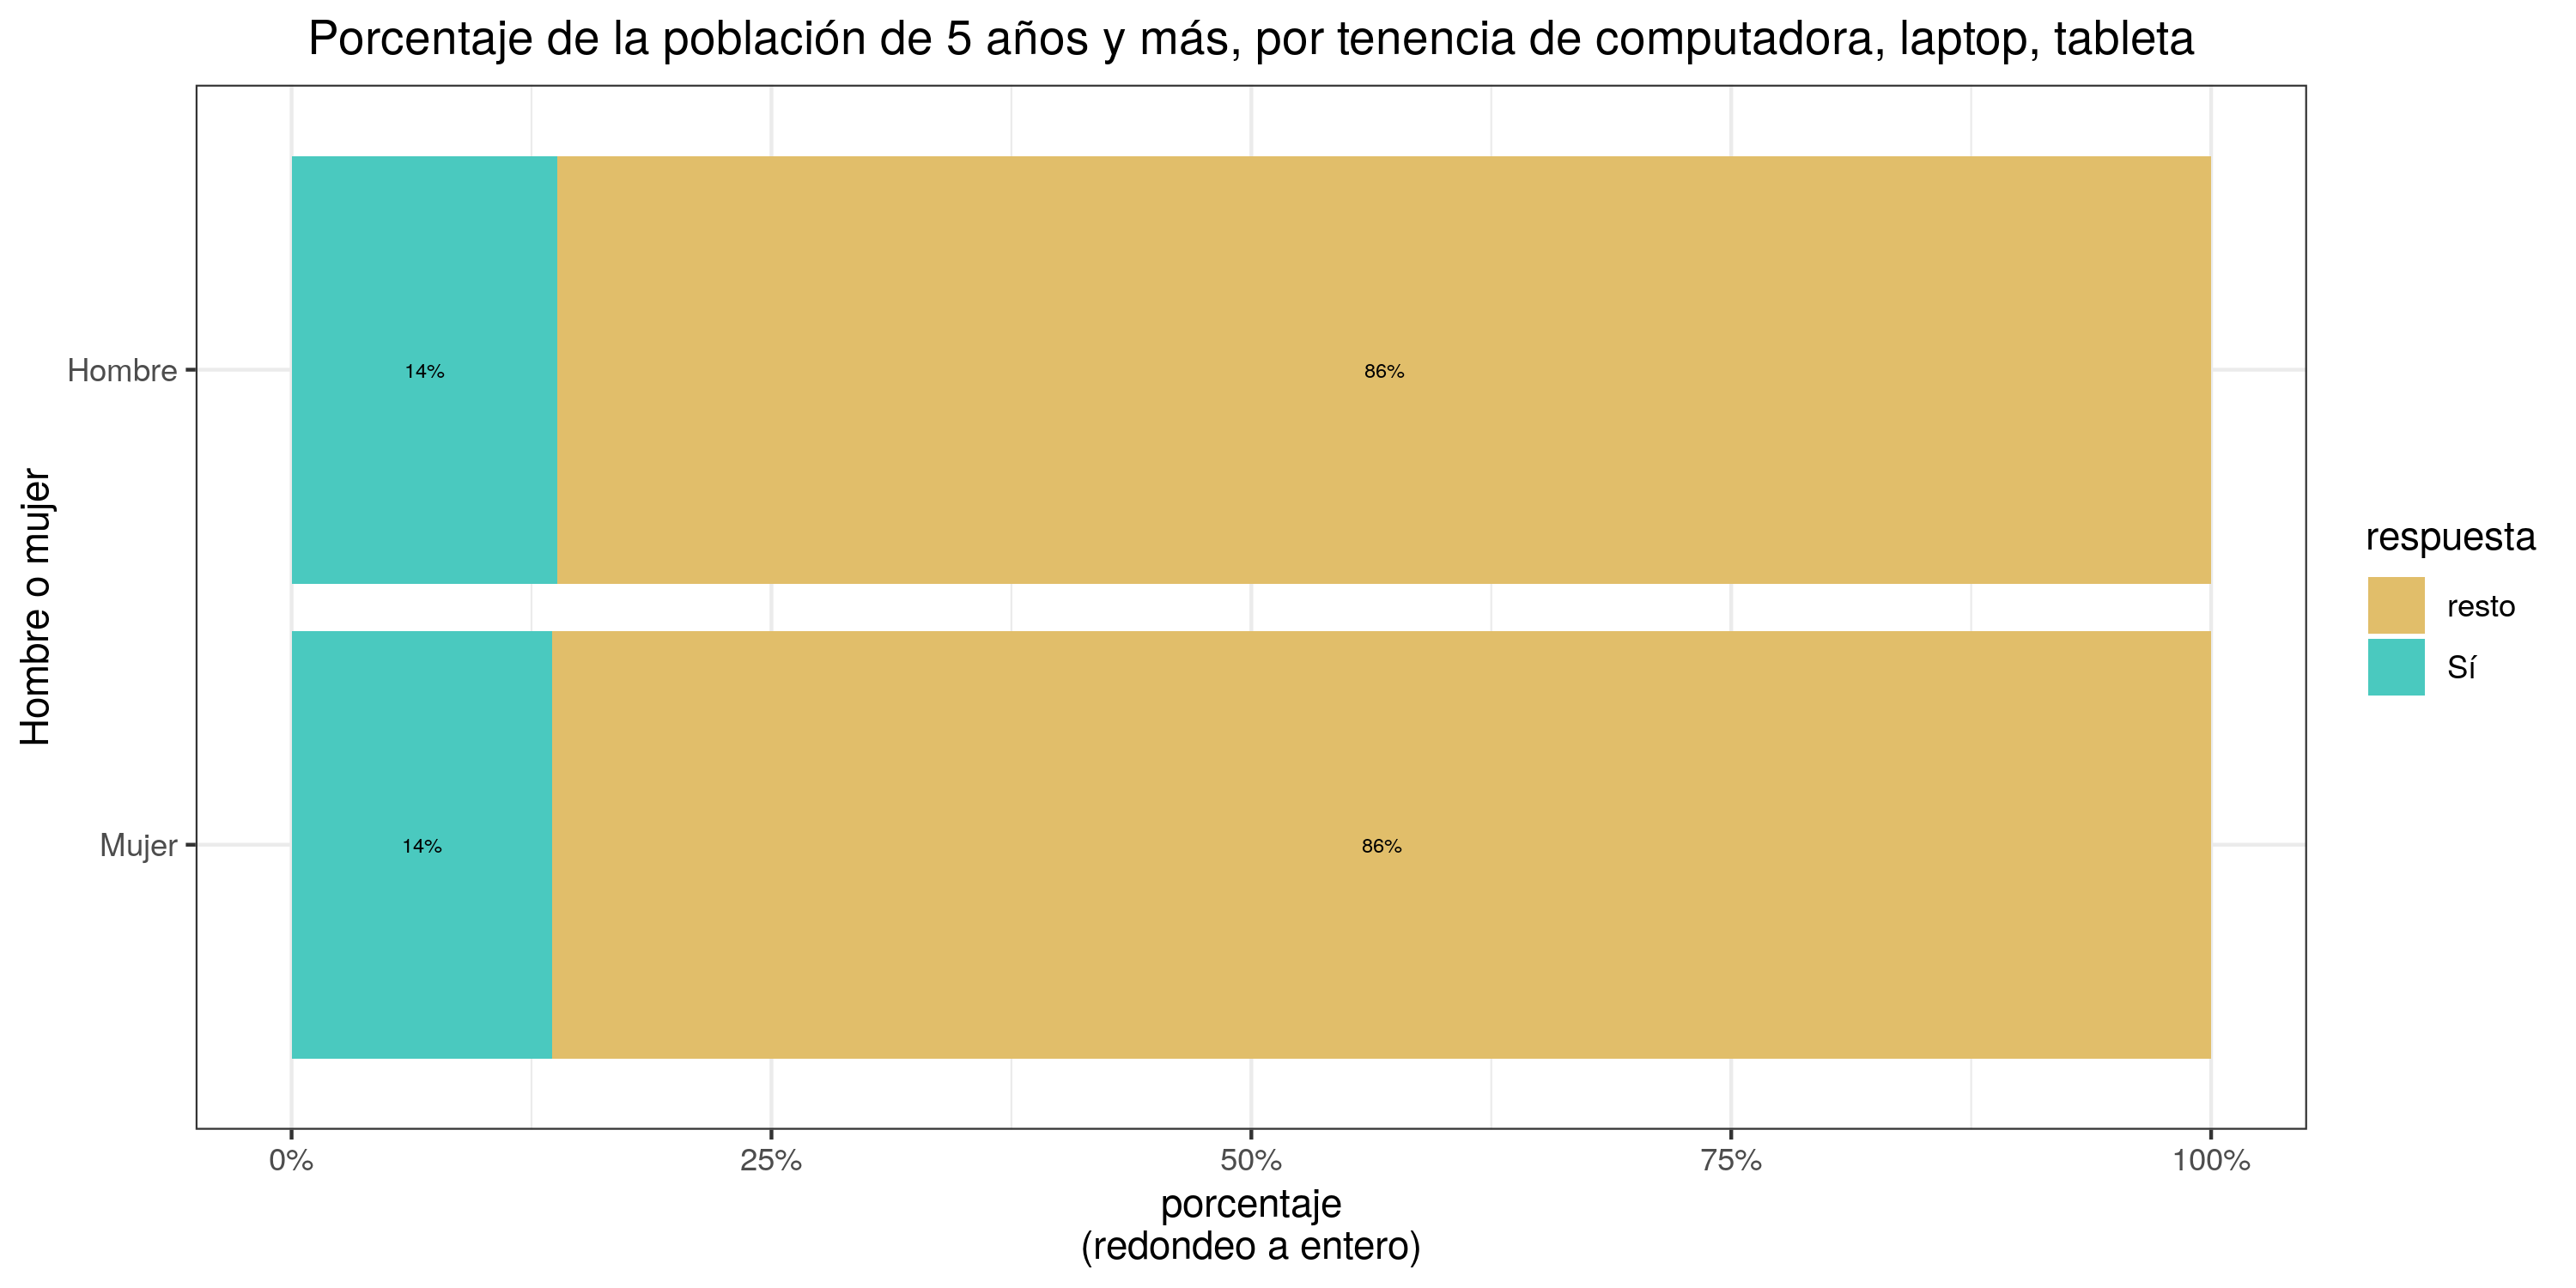 Porcentaje de la población de 5 años y más, por tenencia de computadora, laptop, tableta
Hombre o mujer
Hombre
14%
86%
Mujer
14%
86%
0%
25%
50%
75%
100%
porcentaje
(redondeo a entero)
respuesta
resto
Sí